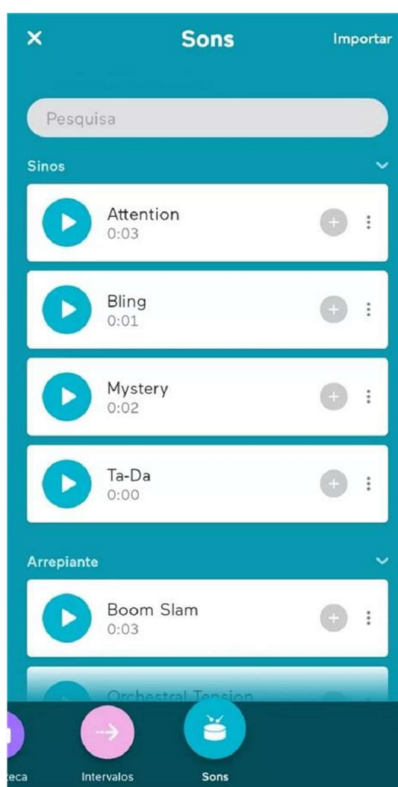 Sons
Importar
Pesquisa
Sinos
Attention
0:03
Bling
0:01
Mystery
0:02
Ta-Da
0:00
Arrepiante
Boom Slam
0:03
Orchestral Tension
teca
Intervalos
Sons